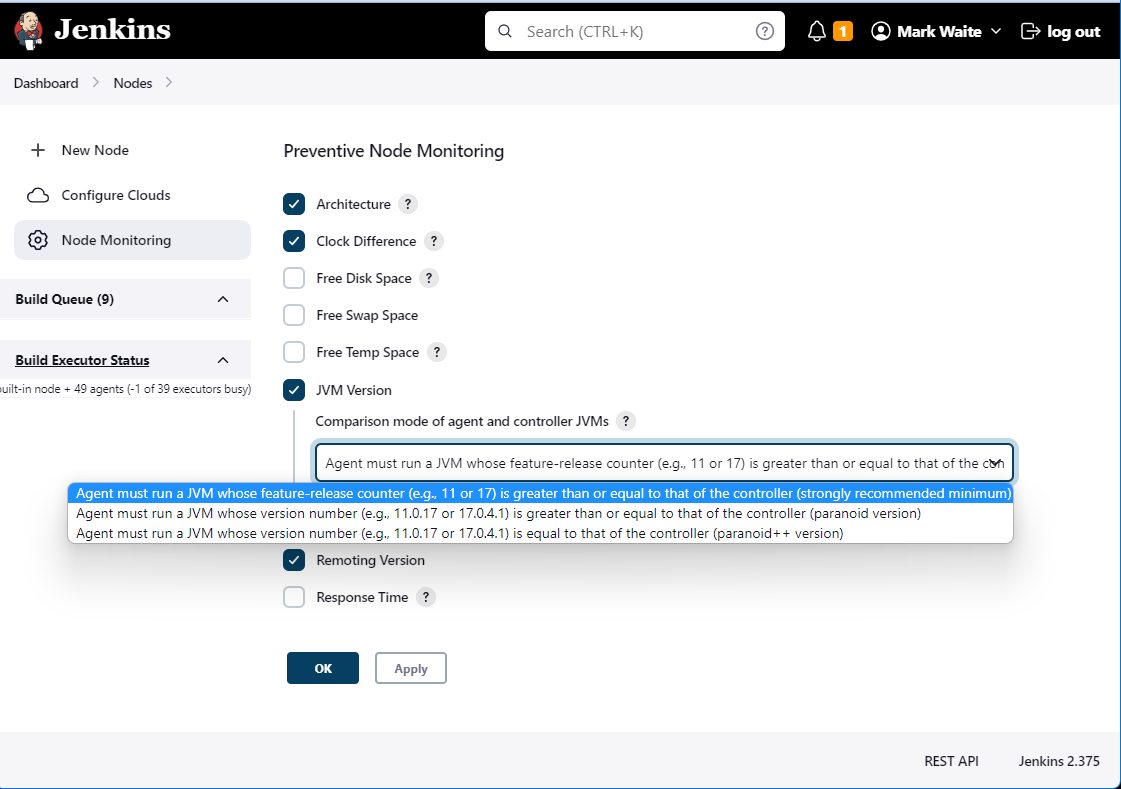 Jenkins
Search (CTRL+K)
?
1
Mark Waite
log out
Dashboard
Nodes
New Node
Configure Clouds
Node Monitoring
Build Queue (9)
Build Executor Status
built-in node + 49 agents (-1 of 39 executors busy)
Preventive Node Monitoring
Architecture ?
Clock Difference ?
Free Disk Space ?
Free Swap Space
Free Temp Space ?
JVM Version
Comparison mode of agent and controller JVMs ?
Agent must run a JVM whose feature-release counter (e.g., 11 or 17) is greater than or equal to that of the con
Agent must run a JVM whose feature-release counter (e.g., 11 or 17) is greater than or equal to that of the controller (strongly recommended minimum)
Agent must run a JVM whose version number (e.g., 11.0.17 or 17.0.4.1) is greater than or equal to that of the controller (paranoid version)
Agent must run a JVM whose version number (e.g., 11.0.17 or 17.0.4.1) is equal to that of the controller (paranoid++ version)
Remoting Version
Response Time ?
OK
Apply
REST API
Jenkins 2.375